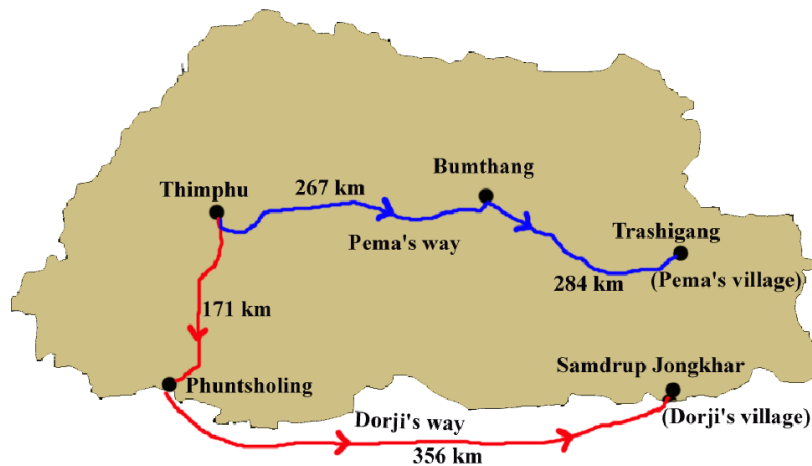 Bumthang
Thimphu
267 km
Pema's way
Trashigang
284 km
(Pema's village)
171 km
Phuntsholing
Samdrup Jongkhar
Dorji's way
(Dorji's village)
356 km